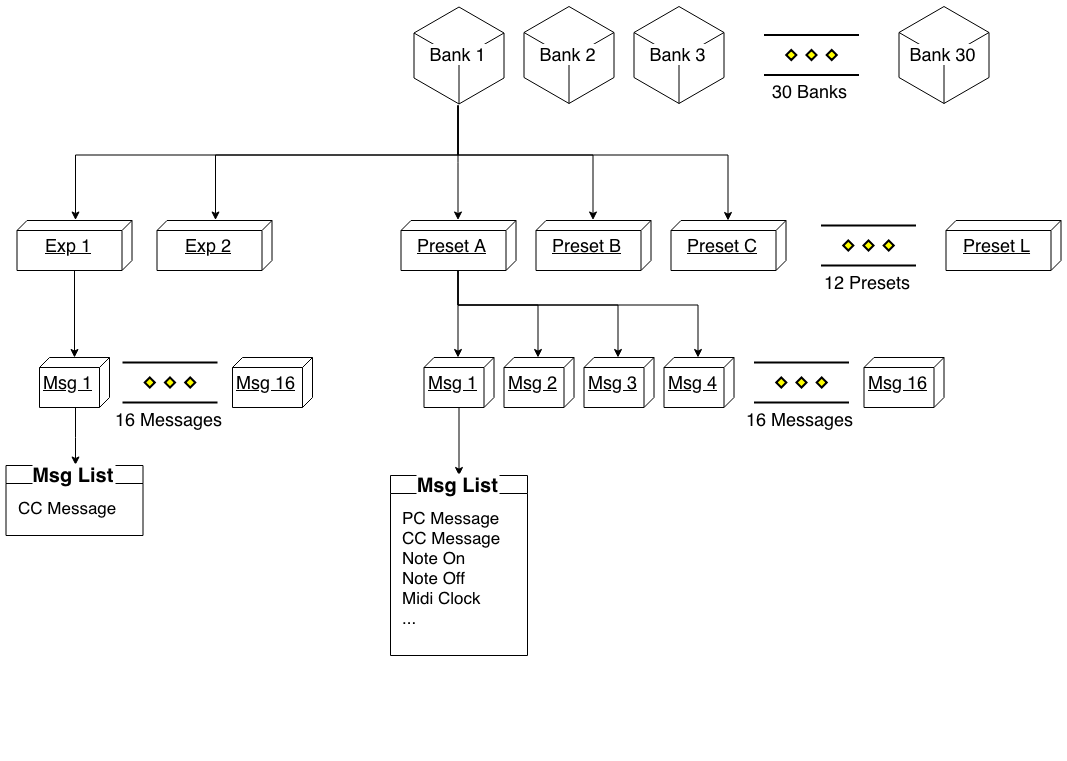 Bank 1
Bank 2
Bank 3
30 Banks
Bank 30
Exp 1
Exp 2
Preset A
Preset B
Preset C
12 Presets
Preset L
Msg 1
16 Messages
Msg 16
Msg 1
Msg 2
Msg 3
Msg 4
16 Messages
Msg 16
Msg List
CC Message
Msg List
PC Message
CC Message
Note On
Note Off
Midi Clock
...